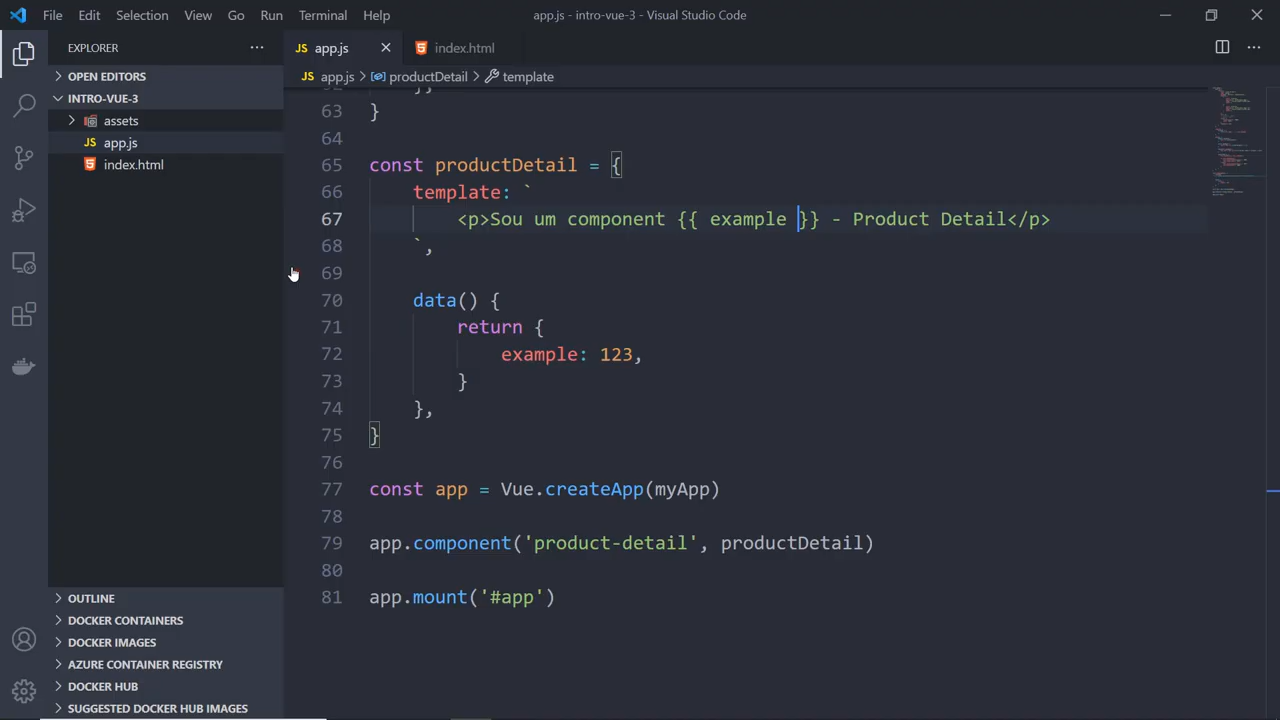 File Edit Selection View Go Run Terminal Help app.js - intro-vue-3 - Visual Studio Code
EXPLORER
OPEN EDITORS
INTRO-VUE-3
assets
JS app.js
index.html
OUTLINE
DOCKER CONTAINERS
DOCKER IMAGES
AZURE CONTAINER REGISTRY
DOCKER HUB
SUGGESTED DOCKER HUB IMAGES
JS app.js index.html
JS app.js > productDetail > template
63 }
64
65 const productDetail = {
66 template: `
67 <p>Sou um component {{ example }} - Product Detail</p>
68 `,
69
70 data() {
71 return {
72 example: 123,
73 }
74 },
75 }
76
77 const app = Vue.createApp(myApp)
78
79 app.component('product-detail', productDetail)
80
81 app.mount('#app')